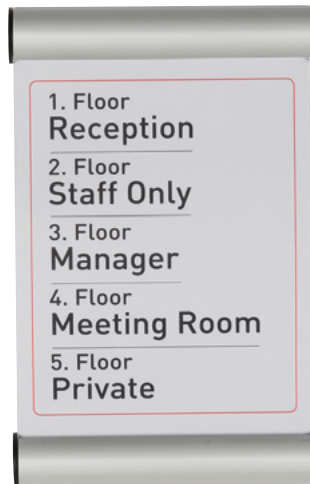 1. Floor
Reception
2. Floor
Staff Only
3. Floor
Manager
4. Floor
Meeting Room
5. Floor
Private